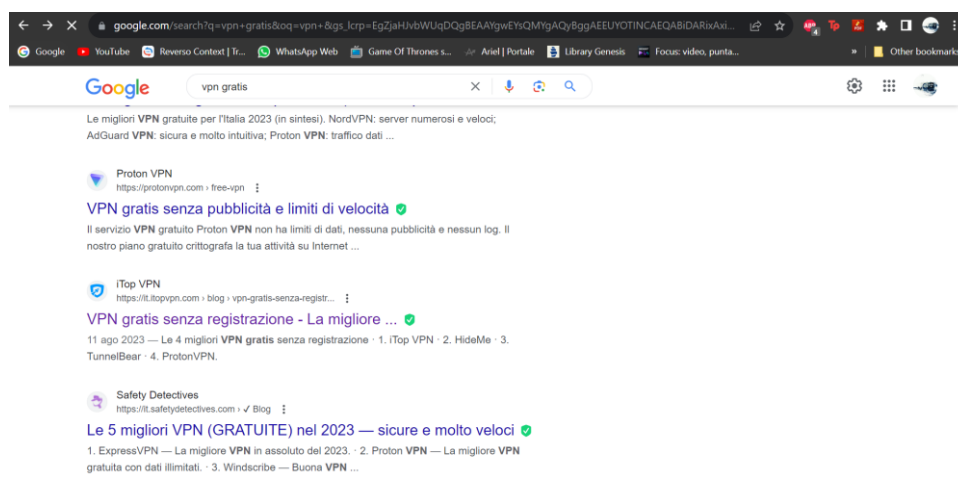 google.com/search?q=vpn+gratis&oq=vpn+&gs_lcrp=EgZjaHJvbWUqDQgBEAAYgwEYsQMYgAQyBggAEEUYOTINCAEQABiDARixAxi...
Google YouTube Reverso Context | Tr... WhatsApp Web Game Of Thrones s... Ariel | Portale Library Genesis Focus: video, punta... » Other bookmarks
Google vpn gratis
Le migliori VPN gratuite per l'Italia 2023 (in sintesi). NordVPN: server numerosi e veloci;
AdGuard VPN: sicura e molto intuitiva; Proton VPN: traffico dati ...
Proton VPN
https://protonvpn.com › free-vpn
VPN gratis senza pubblicità e limiti di velocità
Il servizio VPN gratuito Proton VPN non ha limiti di dati, nessuna pubblicità e nessun log. Il
nostro piano gratuito crittografa la tua attività su Internet ...
iTop VPN
https://it.itopvpn.com › blog › vpn-gratis-senza-registr...
VPN gratis senza registrazione - La migliore ...
11 ago 2023 — Le 4 migliori VPN gratis senza registrazione · 1. iTop VPN · 2. HideMe · 3.
TunnelBear · 4. ProtonVPN.
Safety Detectives
https://it.safetydetectives.com › ✓ Blog
Le 5 migliori VPN (GRATUITE) nel 2023 — sicure e molto veloci
1. ExpressVPN — La migliore VPN in assoluto del 2023. · 2. Proton VPN — La migliore VPN
gratuita con dati illimitati. · 3. Windscribe — Buona VPN ...